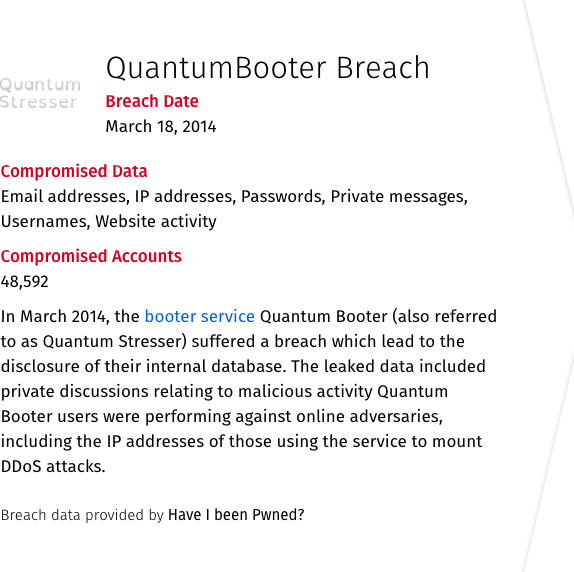 QuantumBooter Breach
Quantum
Stresser
Breach Date
March 18, 2014
Compromised Data
Email addresses, IP addresses, Passwords, Private messages,
Usernames, Website activity
Compromised Accounts
48,592
In March 2014, the booter service Quantum Booter (also referred
to as Quantum Stresser) suffered a breach which lead to the
disclosure of their internal database. The leaked data included
private discussions relating to malicious activity Quantum
Booter users were performing against online adversaries,
including the IP addresses of those using the service to mount
DDoS attacks.
Breach data provided by Have I been Pwned?